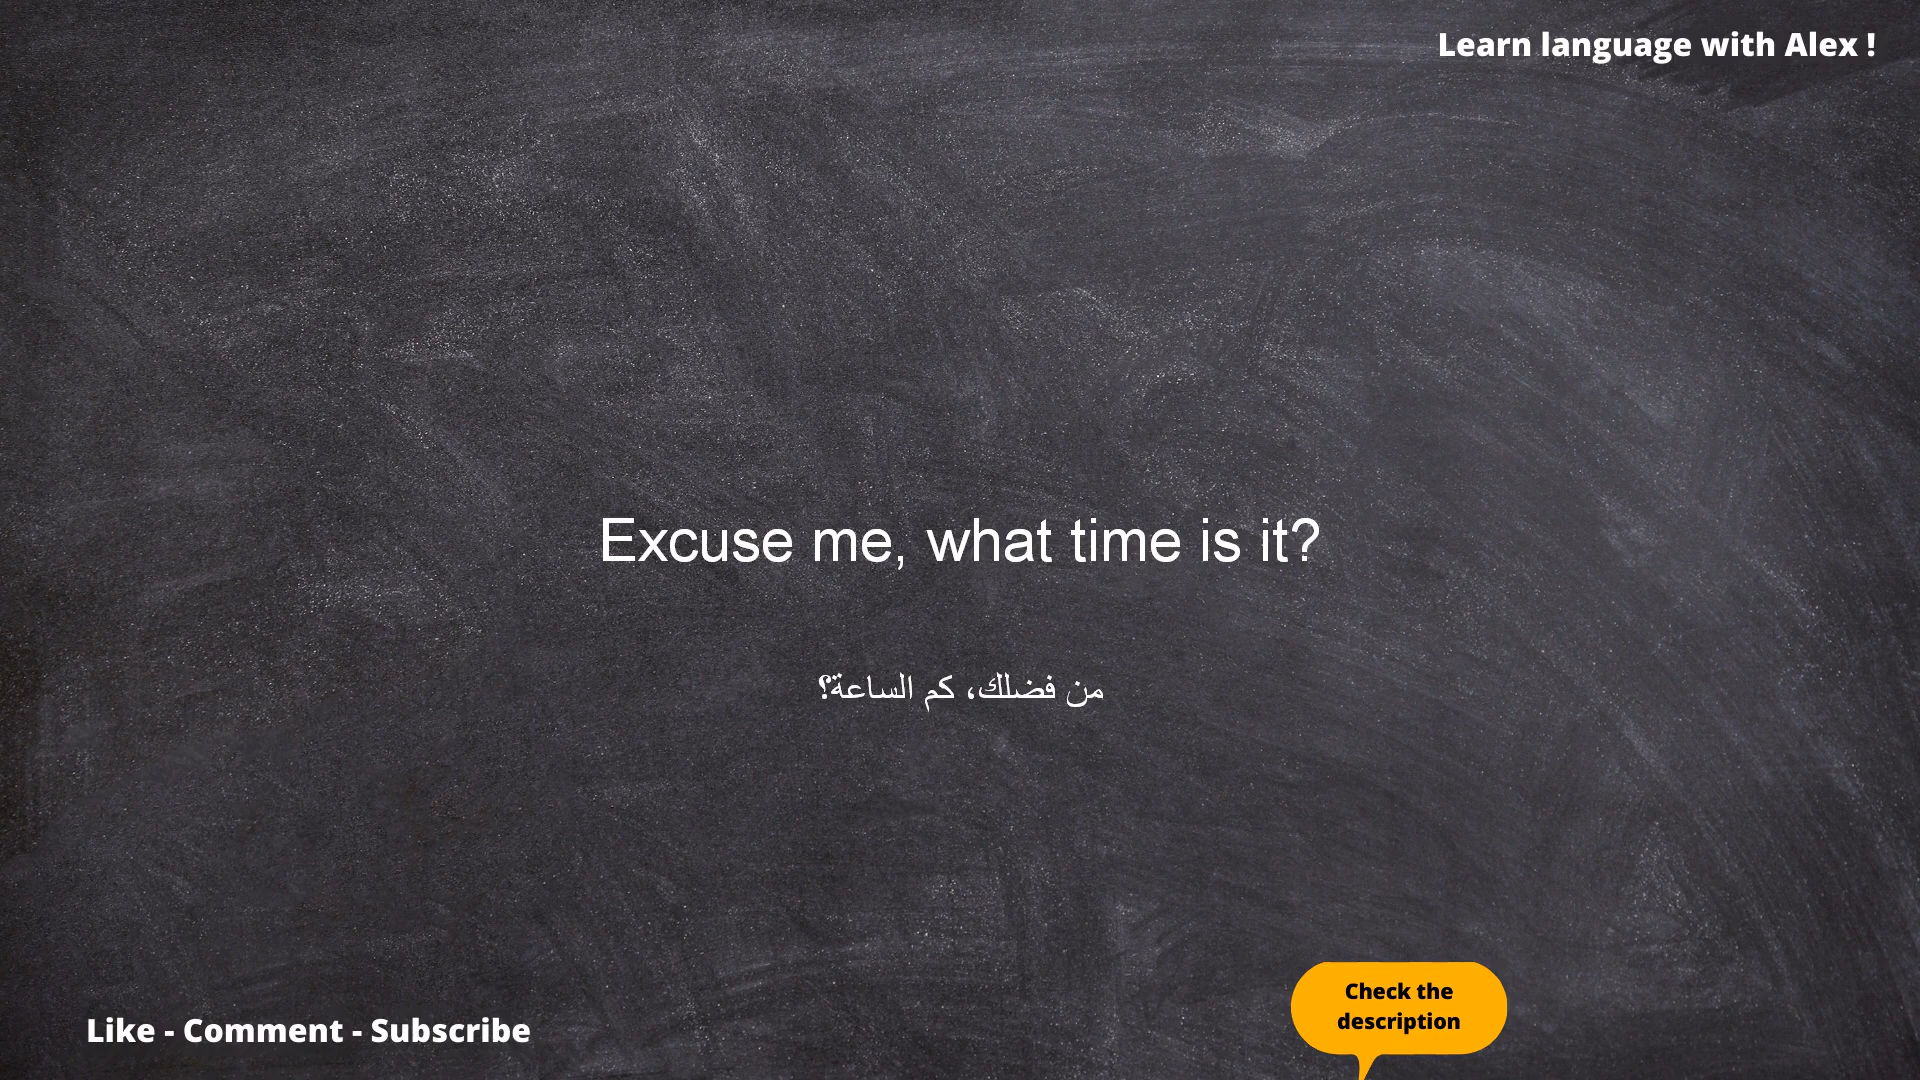 Learn language with Alex !
Excuse me, what time is it?
من فضلك، كم الساعة؟
Check the
description
Like - Comment - Subscribe